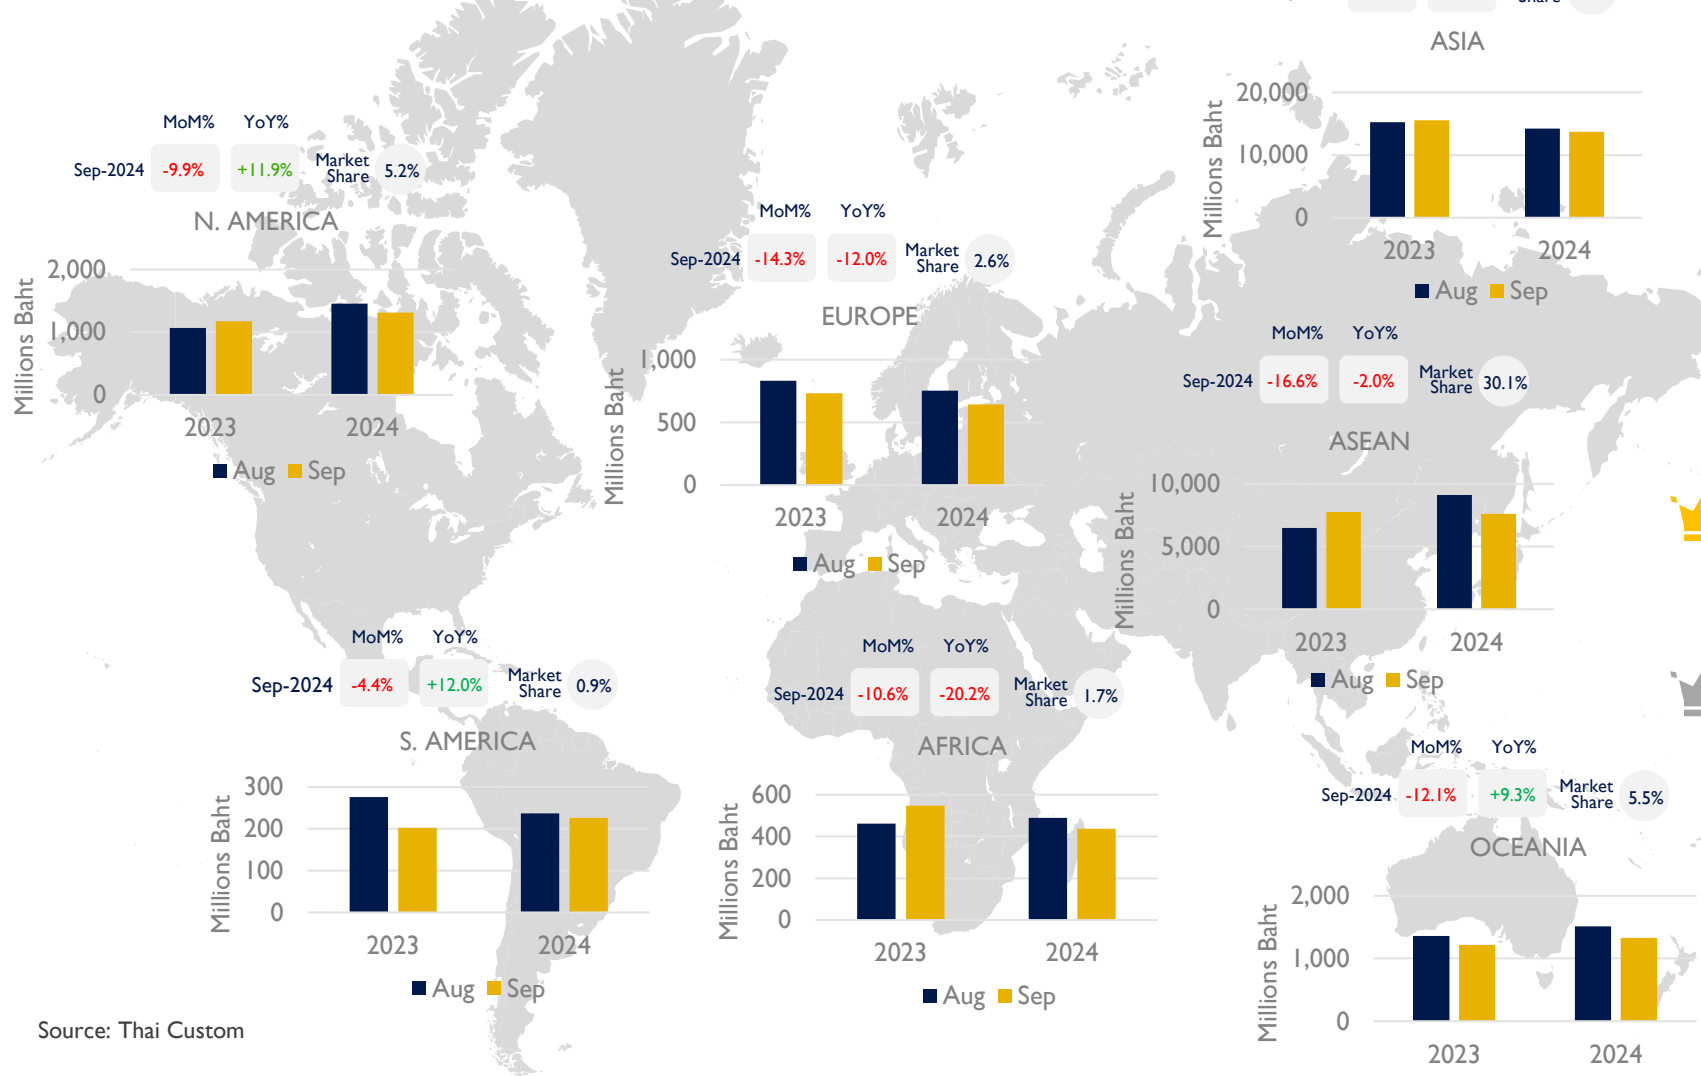 Share
ASIA
20,000
10,000
0
Millions Baht
2023 2024
Aug Sep
MoM% YoY%
Sep-2024 -9.9% +11.9% Market Share 5.2%
N. AMERICA
2,000
1,000
0
Millions Baht
2023 2024
Aug Sep
MoM% YoY%
Sep-2024 -14.3% -12.0% Market Share 2.6%
EUROPE
1,000
500
0
Millions Baht
2023 2024
Aug Sep
MoM% YoY%
Sep-2024 -16.6% -2.0% Market Share 30.1%
ASEAN
10,000
5,000
0
Millions Baht
2023 2024
Aug Sep
MoM% YoY%
Sep-2024 -4.4% +12.0% Market Share 0.9%
S. AMERICA
300
200
100
0
Millions Baht
2023 2024
Aug Sep
MoM% YoY%
Sep-2024 -10.6% -20.2% Market Share 1.7%
AFRICA
600
400
200
0
Millions Baht
2023 2024
Aug Sep
MoM% YoY%
Sep-2024 -12.1% +9.3% Market Share 5.5%
OCEANIA
2,000
1,000
0
Millions Baht
2023 2024
Source: Thai Custom